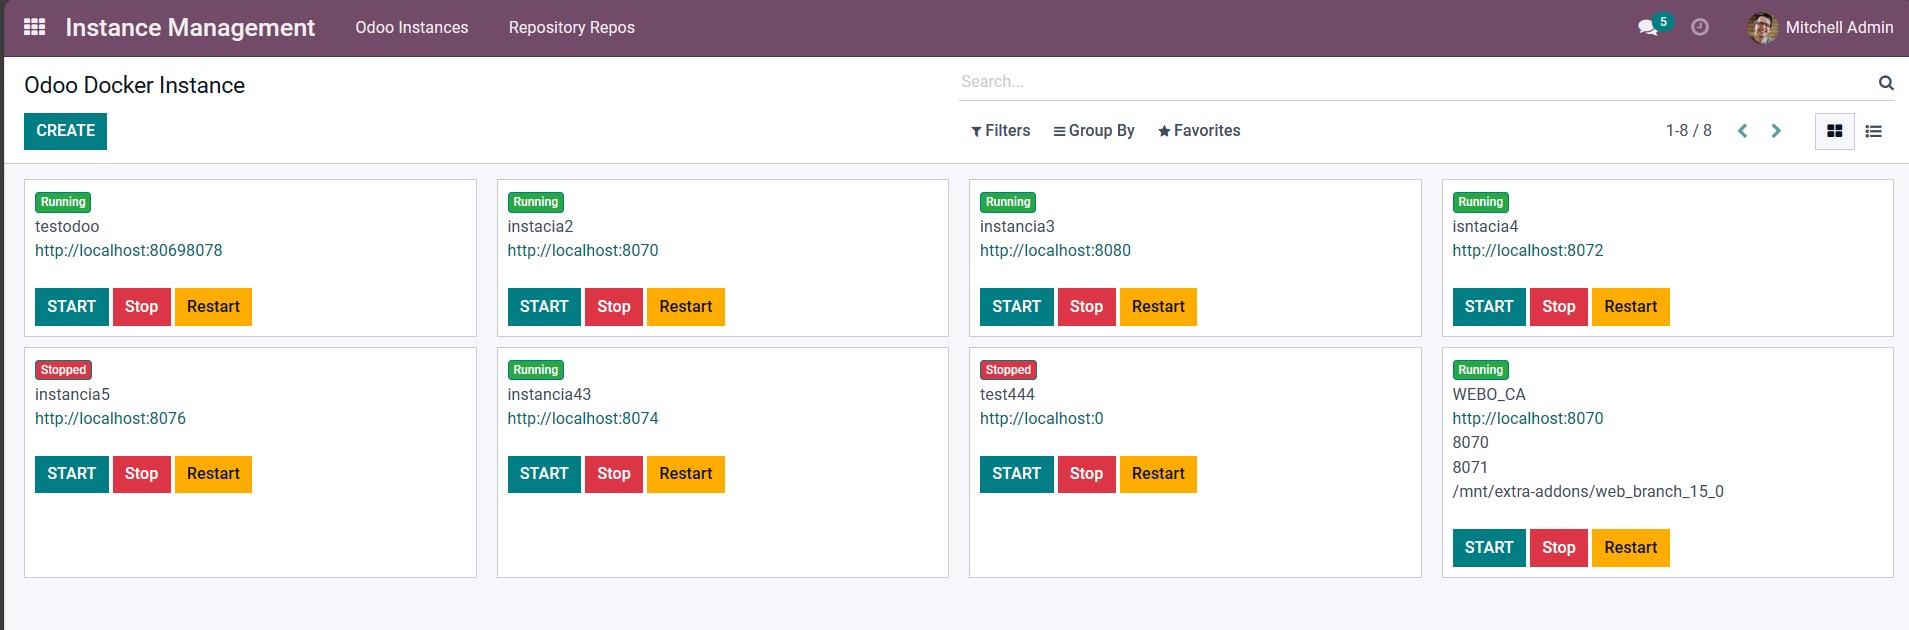 Instance Management Odoo Instances Repository Repos 5 Mitchell Admin
Odoo Docker Instance
Search...
CREATE
Filters Group By Favorites 1-8 / 8
Running
testodoo
http://localhost:80698078
START Stop Restart
Running
instacia2
http://localhost:8070
START Stop Restart
Running
instancia3
http://localhost:8080
START Stop Restart
Running
isntacia4
http://localhost:8072
START Stop Restart
Stopped
instancia5
http://localhost:8076
START Stop Restart
Running
instancia43
http://localhost:8074
START Stop Restart
Stopped
test444
http://localhost:0
START Stop Restart
Running
WEBO_CA
http://localhost:8070
8070
8071
/mnt/extra-addons/web_branch_15_0
START Stop Restart